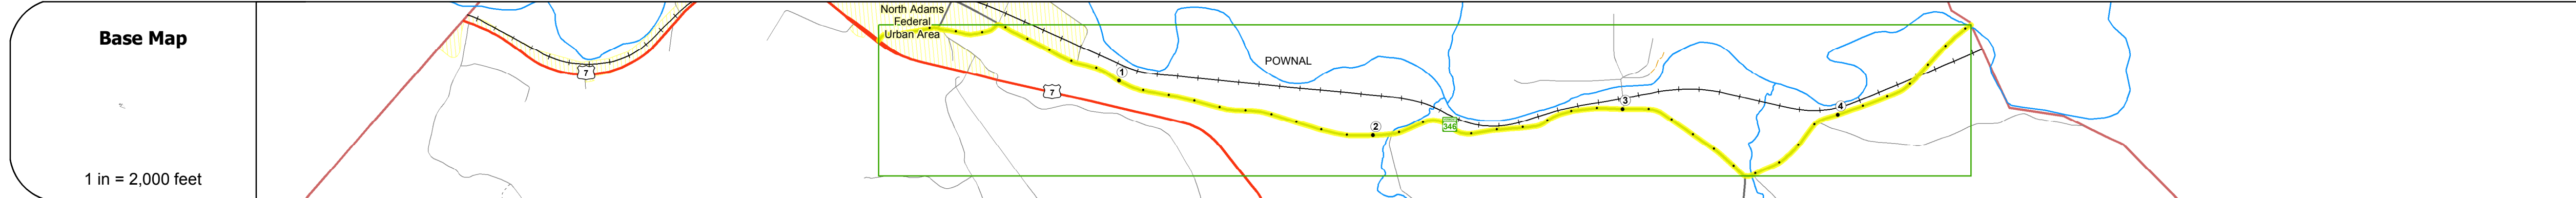 Base Map
1 in = 2,000 feet
7
North Adams
Federal
Urban Area
7
1
POWNAL
2
346
3
4